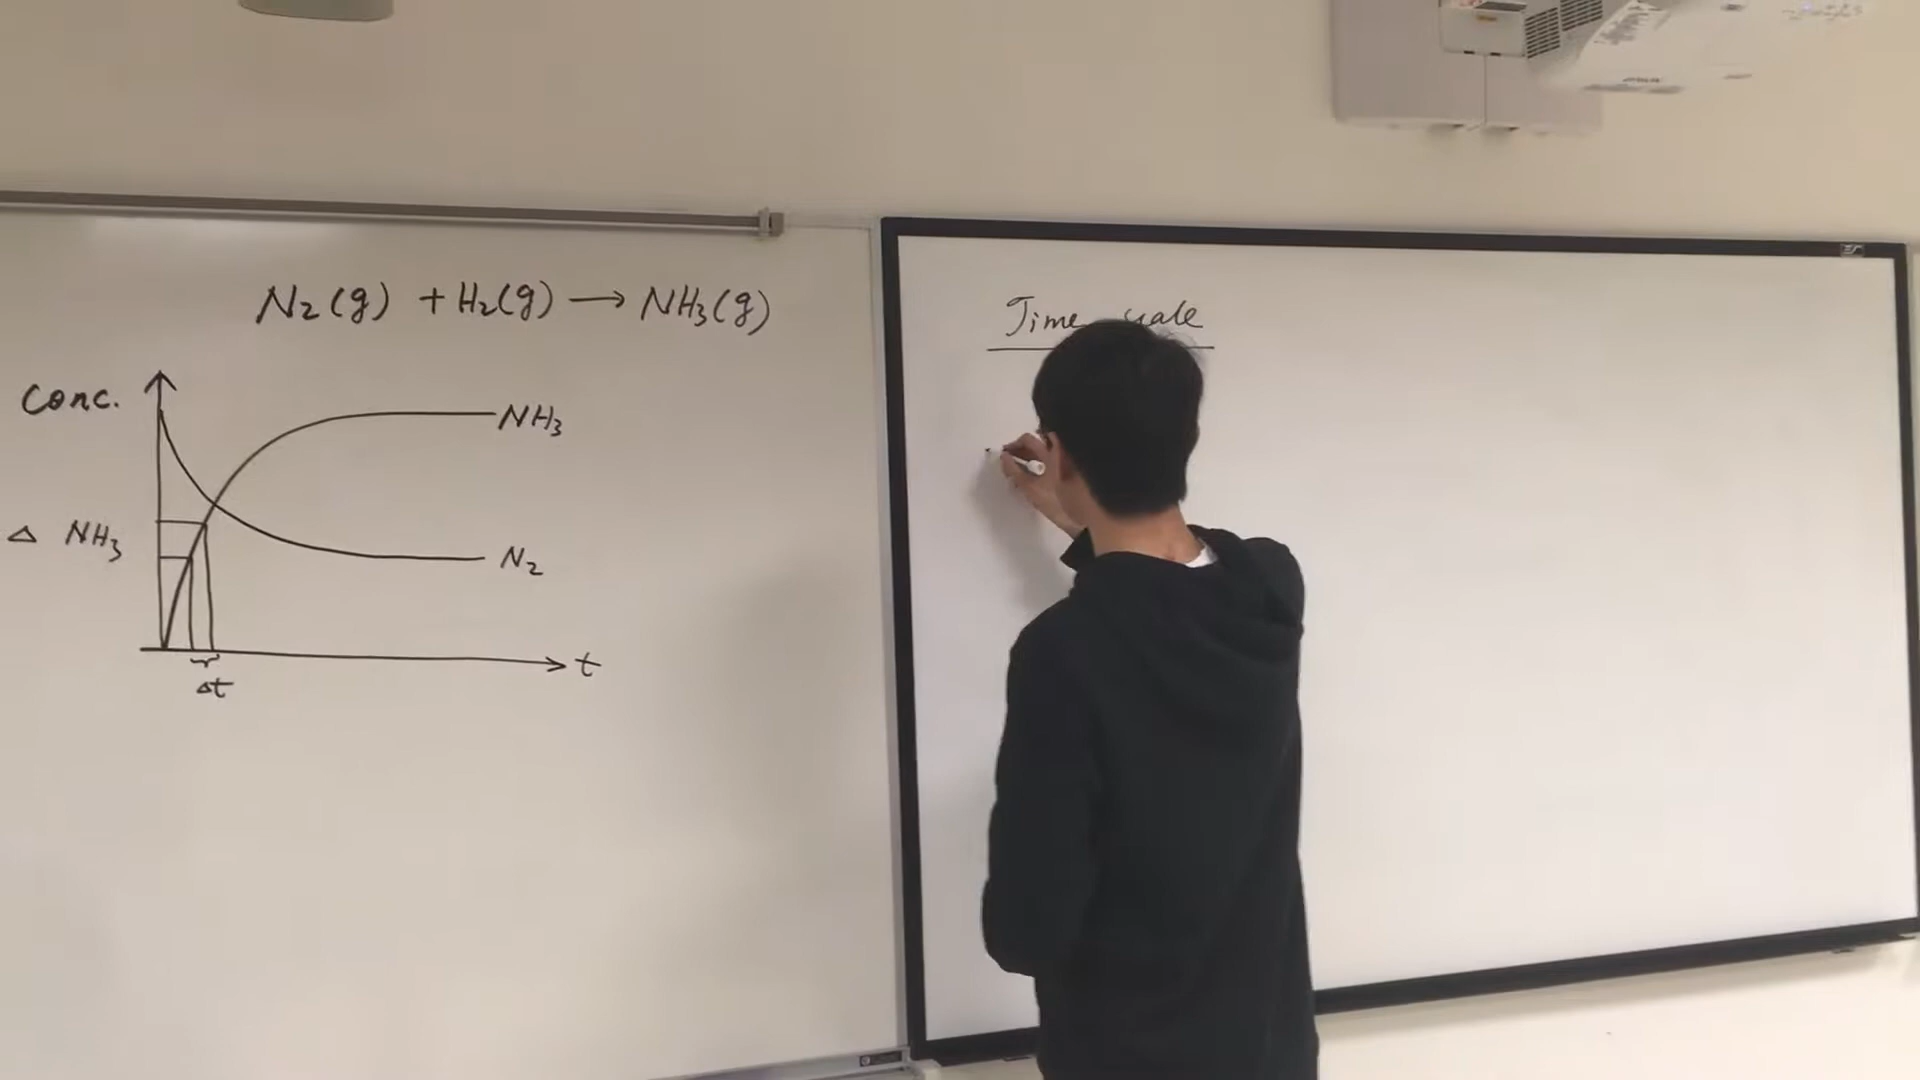 N₂(g) + H₂(g) → NH₃(g)
Conc.
NH₃
Δ NH₃
N₂
t
Δt
Time